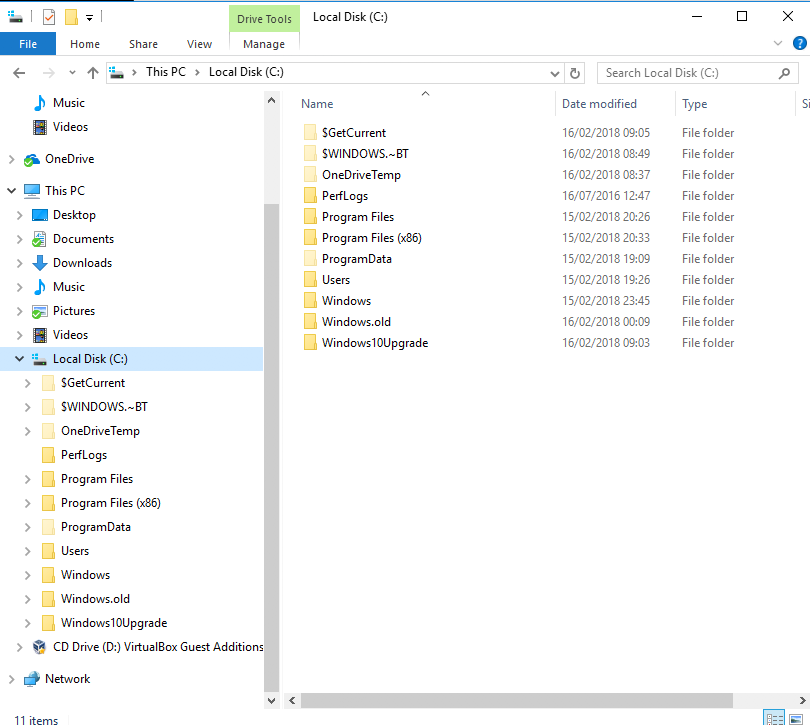 Drive Tools
Local Disk (C:)
File
Home
Share
View
Manage
?
This PC
Local Disk (C:)
Search Local Disk (C:)
Music
Videos
OneDrive
This PC
Desktop
Documents
Downloads
Music
Pictures
Videos
Local Disk (C:)
$GetCurrent
$WINDOWS.~BT
OneDriveTemp
PerfLogs
Program Files
Program Files (x86)
ProgramData
Users
Windows
Windows.old
Windows10Upgrade
CD Drive (D:) VirtualBox Guest Additions
Network
Name Date modified Type Si
$GetCurrent 16/02/2018 09:05 File folder
$WINDOWS.~BT 16/02/2018 08:49 File folder
OneDriveTemp 16/02/2018 08:37 File folder
PerfLogs 16/07/2016 12:47 File folder
Program Files 15/02/2018 20:26 File folder
Program Files (x86) 15/02/2018 20:33 File folder
ProgramData 15/02/2018 19:09 File folder
Users 15/02/2018 19:26 File folder
Windows 15/02/2018 23:45 File folder
Windows.old 16/02/2018 00:09 File folder
Windows10Upgrade 16/02/2018 09:03 File folder
11 items